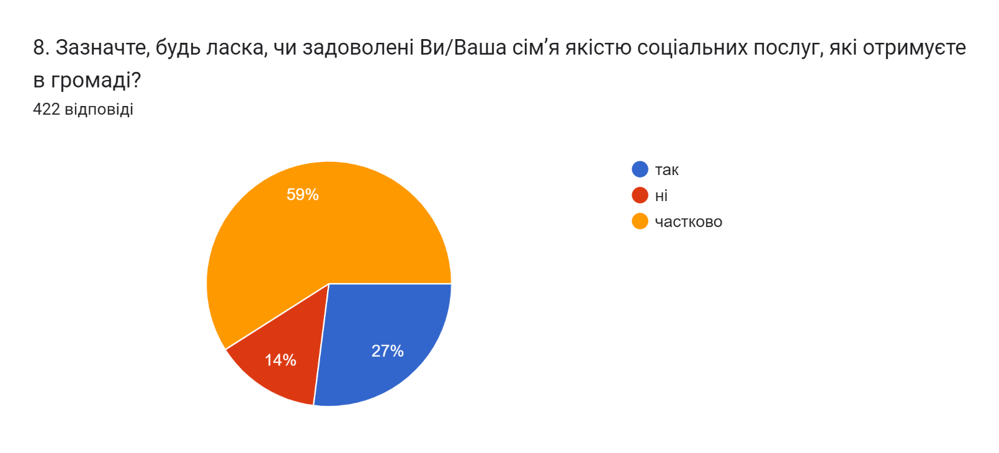 8. Зазначте, будь ласка, чи задоволені Ви/Ваша сім’я якістю соціальних послуг, які отримуєте
в громаді?
422 відповіді
59%
14%
27%
так
ні
частково